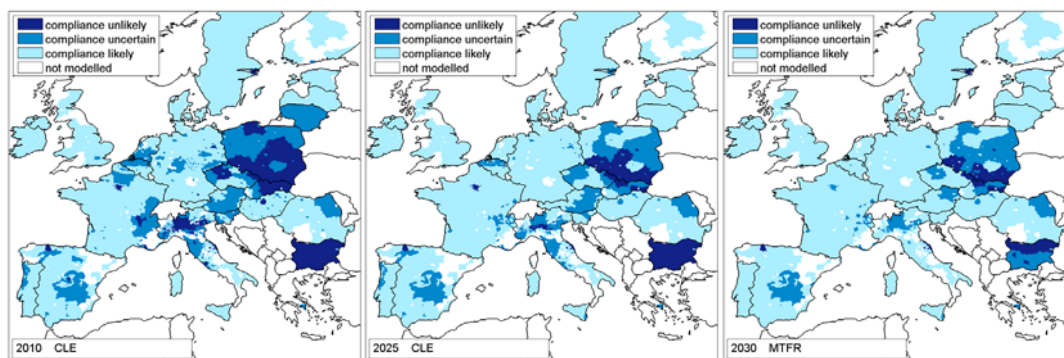 compliance unlikely
compliance uncertain
compliance likely
not modelled
2010 CLE
compliance unlikely
compliance uncertain
compliance likely
not modelled
2025 CLE
compliance unlikely
compliance uncertain
compliance likely
not modelled
2030 MTFR